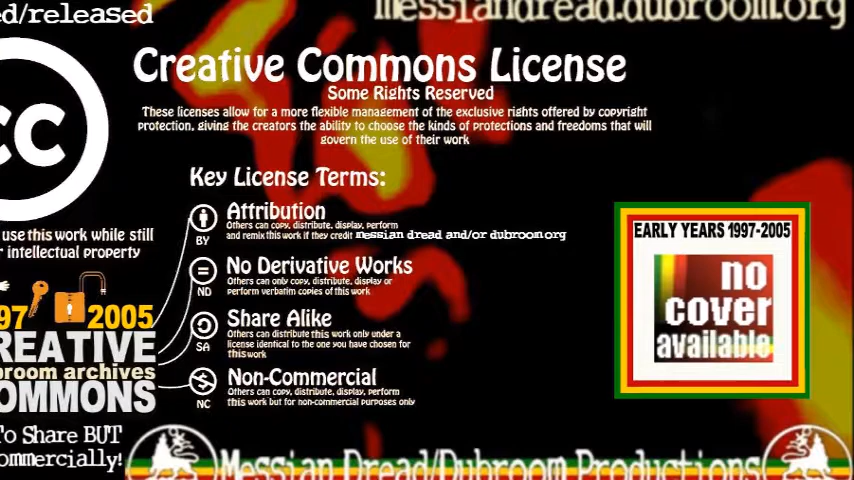 ed/released
messiandread.dubroom.org
Creative Commons License
Some Rights Reserved
These licenses allow for a more flexible management of the exclusive rights offered by copyright
protection, giving the creators the ability to choose the kinds of protections and freedoms that will
govern the use of their work
cc
Key License Terms:
Attribution
Others can copy, distribute, display, perform
and remix this work if they credit messian dread and/or dubroom.org
BY
No Derivative Works
Others can only copy, distribute, display or
perform verbatim copies of this work
ND
Share Alike
Others can distribute this work only under a
license identical to the one you have chosen for
this work
SA
Non-Commercial
Others can copy, distribute, display, perform
this work but for non-commercial purposes only
NC
use this work while still
r intellectual property
97 2005
REATIVE
broom archives
OMMONS
To Share BUT
ommercially!
EARLY YEARS 1997-2005
no
cover
available
Messian Dread/Dubroom Productions